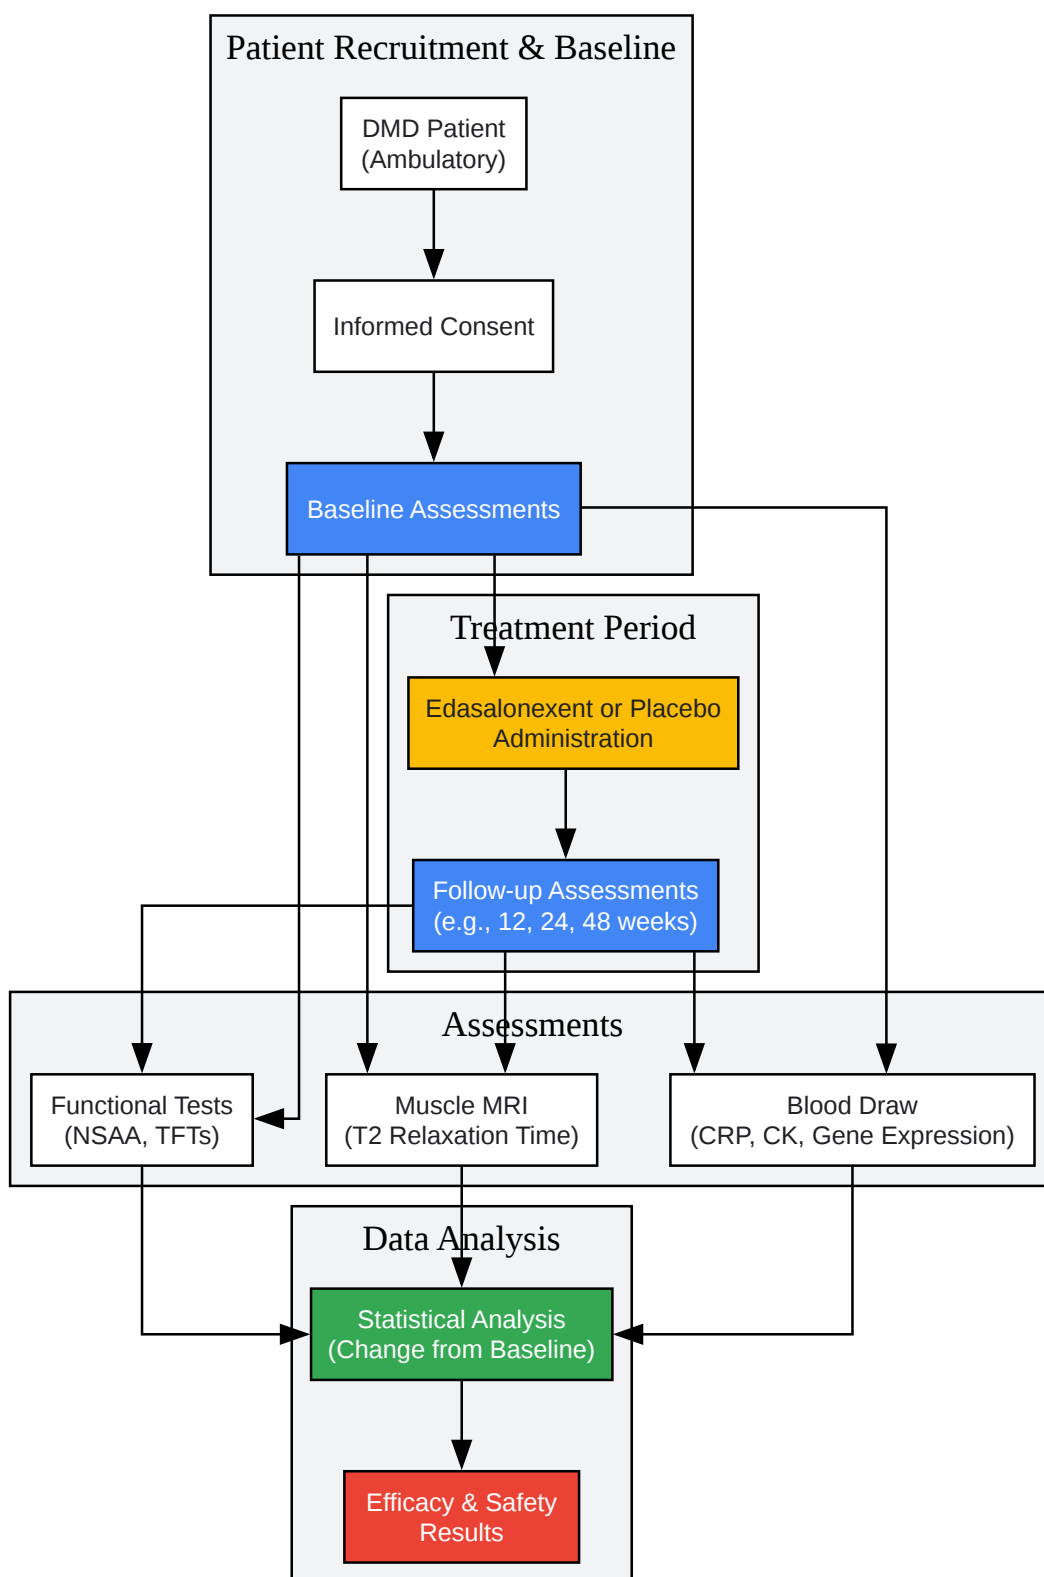 Patient Recruitment & Baseline
DMD Patient
(Ambulatory)
Informed Consent
Baseline Assessments
Treatment Period
Edasalonexent or Placebo
Administration
Follow-up Assessments
(e.g., 12, 24, 48 weeks)
Assessments
Functional Tests
(NSAA, TFTs)
Muscle MRI
(T2 Relaxation Time)
Blood Draw
(CRP, CK, Gene Expression)
Data Analysis
Statistical Analysis
(Change from Baseline)
Efficacy & Safety
Results